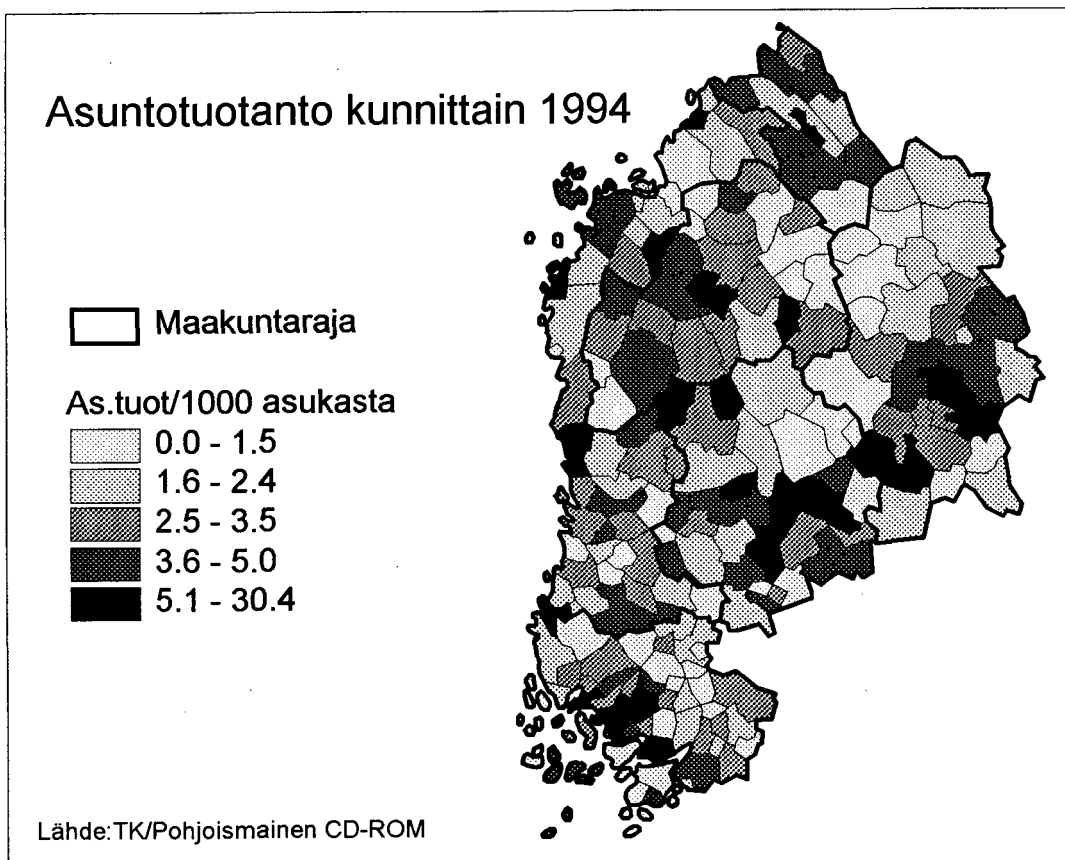 Asuntotuotanto kunnittain 1994
Maakuntaraja
As.tuot/1000 asukasta
0.0 - 1.5
1.6 - 2.4
2.5 - 3.5
3.6 - 5.0
5.1 - 30.4
Lähde:TK/Pohjoismainen CD-ROM